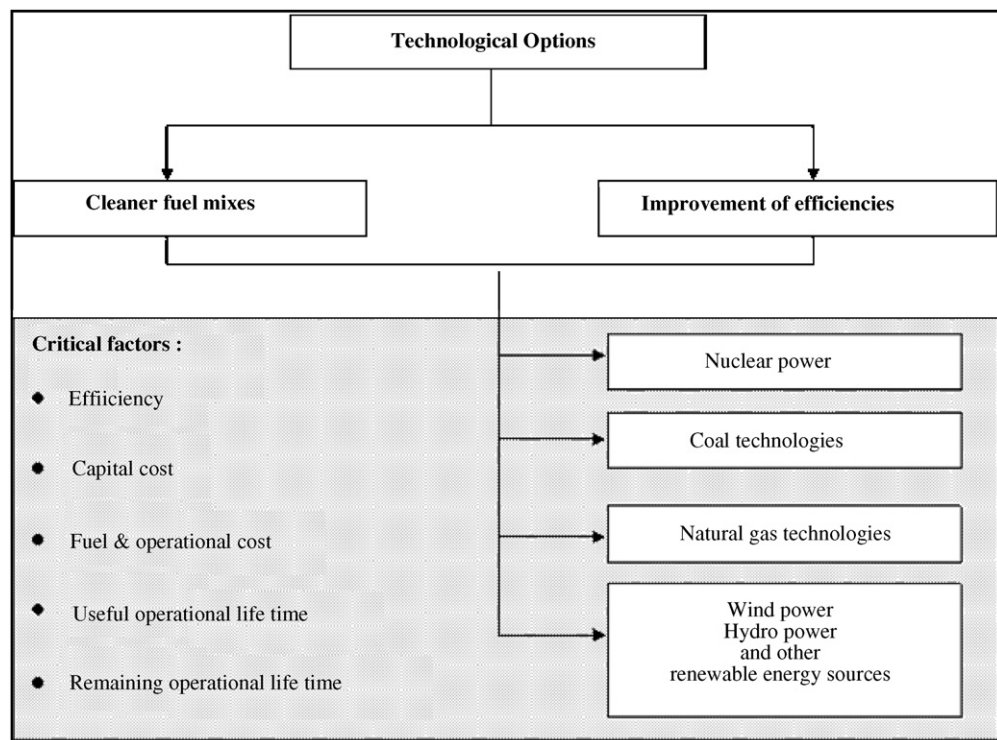 Technological Options
Cleaner fuel mixes
Improvement of efficiencies
Critical factors :
Effiiciency
Capital cost
Fuel & operational cost
Useful operational life time
Remaining operational life time
Nuclear power
Coal technologies
Natural gas technologies
Wind power
Hydro power
and other
renewable energy sources